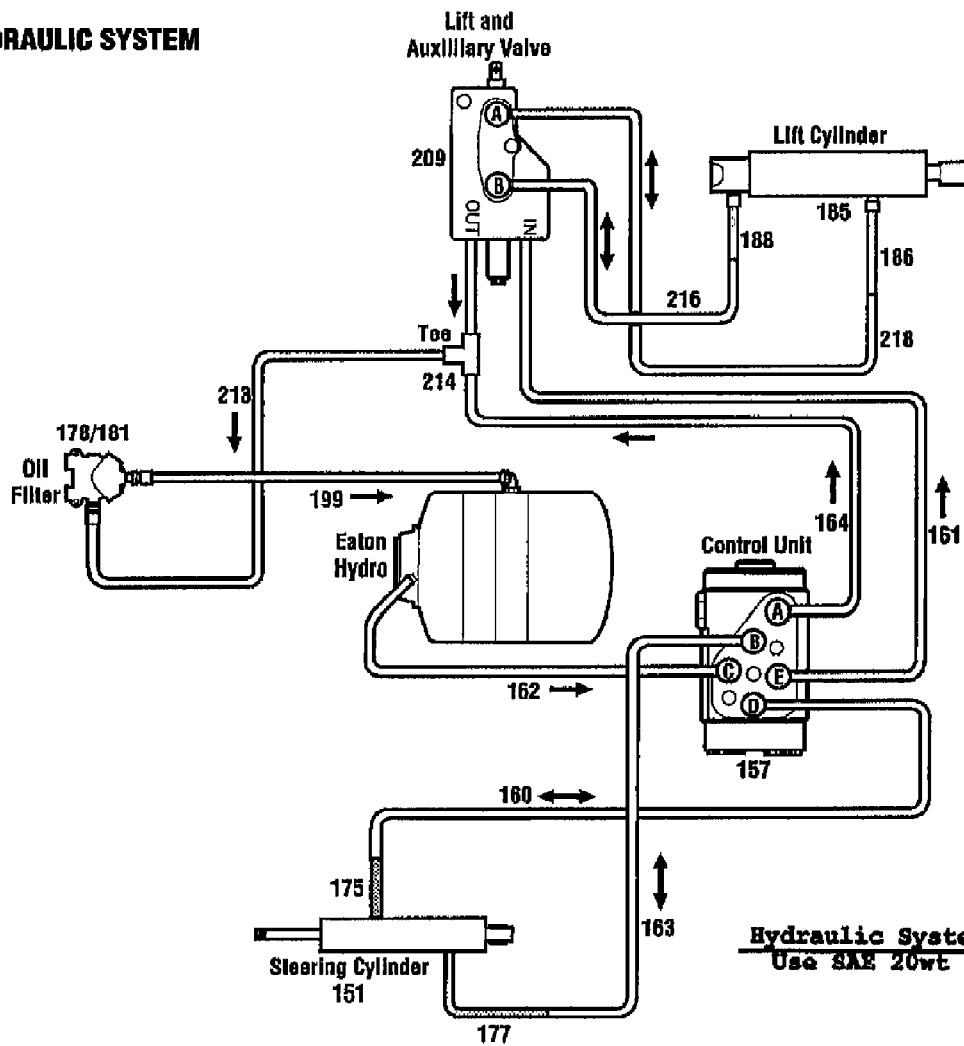 DRAULIC SYSTEM
Lift and
Auxilliary Valve
A
209
B
OUT
IN
Lift Cylinder
185
188
186
216
218
Tee
214
213
178/181
Oil
Filter
199
Eaton
Hydro
164
161
Control Unit
A
B
C
E
D
162
157
160
175
163
Steering Cylinder
151
177
Hydraulic Syste
Use SAE 20wt